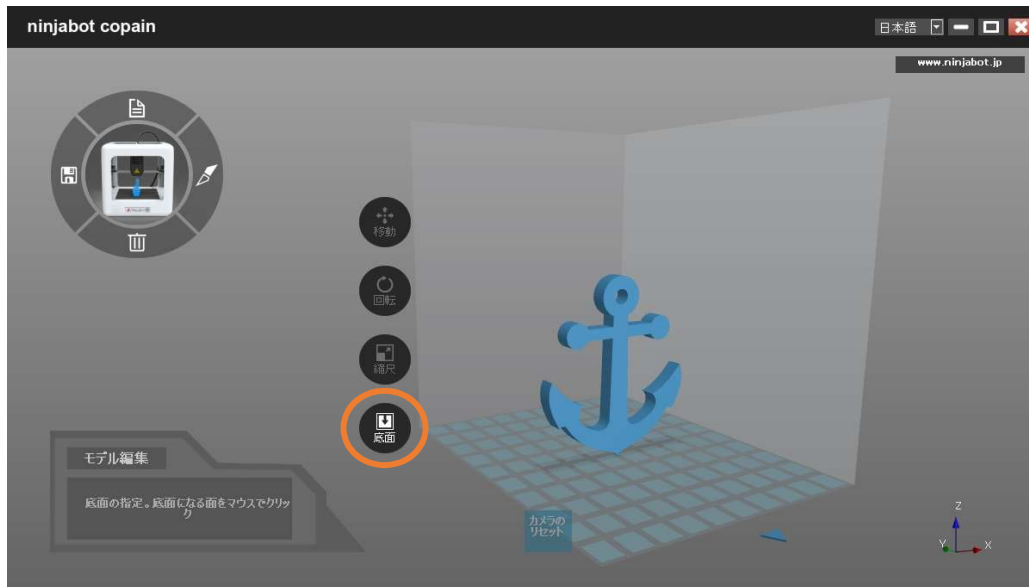 ninjabot copain
日本語
www.ninjabot.jp
移動
回転
縮尺
底面
モデル編集
底面の指定。底面になる面をマウスでクリッ
ク
カメラの
リセット
Z
Y
X